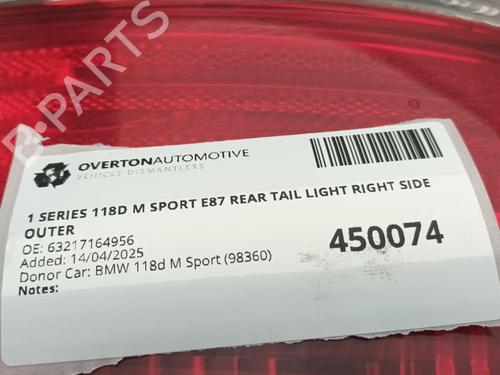 B-PARTS
OVERTONAUTOMOTIVE
VEHICLE DISMANTLERS
1 SERIES 118D M SPORT E87 REAR TAIL LIGHT RIGHT SIDE
OUTER
OE: 63217164956
Added: 14/04/2025
Donor Car: BMW 118d M Sport (98360)
Notes:
450074